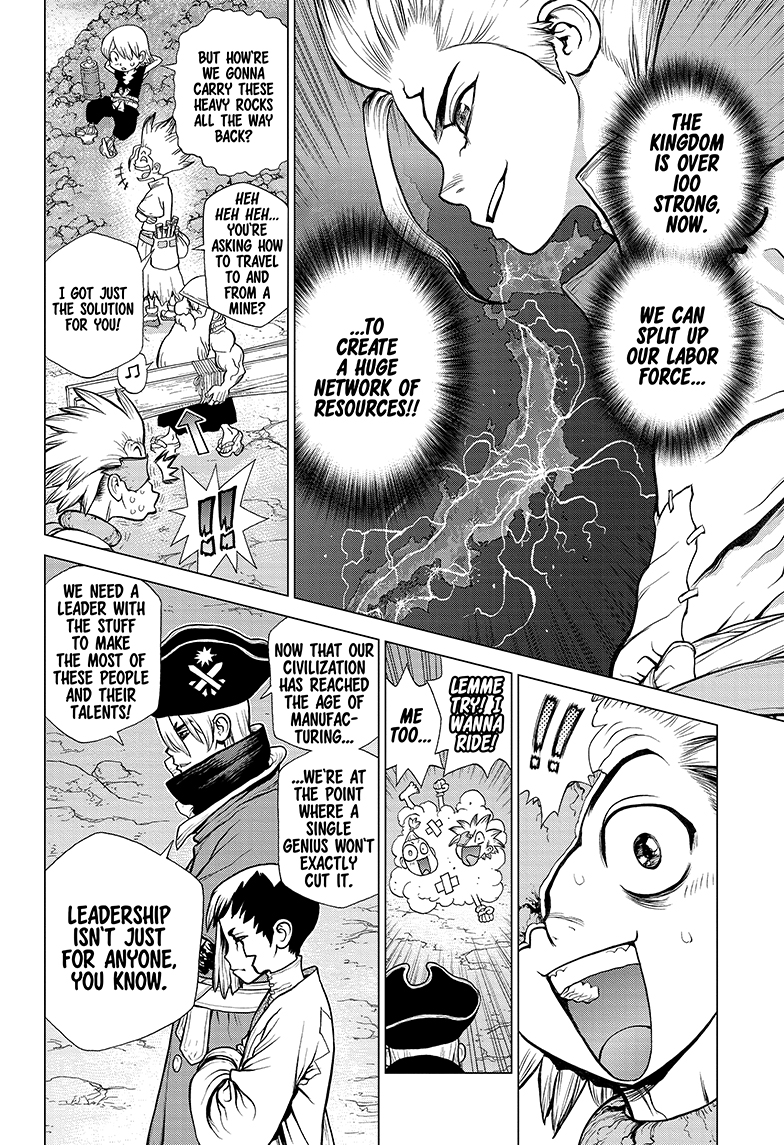 THE
KINGDOM
IS OVER
100
STRONG,
NOW.
WE CAN
SPLIT UP
OUR LABOR
FORCE...
...TO
CREATE
A HUGE
NETWORK OF
RESOURCES!!
BUT HOW'RE
WE GONNA
CARRY THESE
HEAVY ROCKS
ALL THE WAY
BACK?
HEH
HEH HEH...
YOU'RE
ASKING HOW
TO TRAVEL
TO AND
FROM A
MINE?
I GOT JUST
THE SOLUTION
FOR YOU!
!!
!!
LEMME
TRY! I
WANNA
RIDE!
ME
TOO...
NOW THAT OUR
CIVILIZATION
HAS REACHED
THE AGE OF
MANUFAC-
TURING...
...WE'RE AT
THE POINT
WHERE A
SINGLE
GENIUS WON'T
EXACTLY
CUT IT.
WE NEED A
LEADER WITH
THE STUFF
TO MAKE
THE MOST OF
THESE PEOPLE
AND THEIR
TALENTS!
LEADERSHIP
ISN'T JUST
FOR ANYONE,
YOU KNOW.